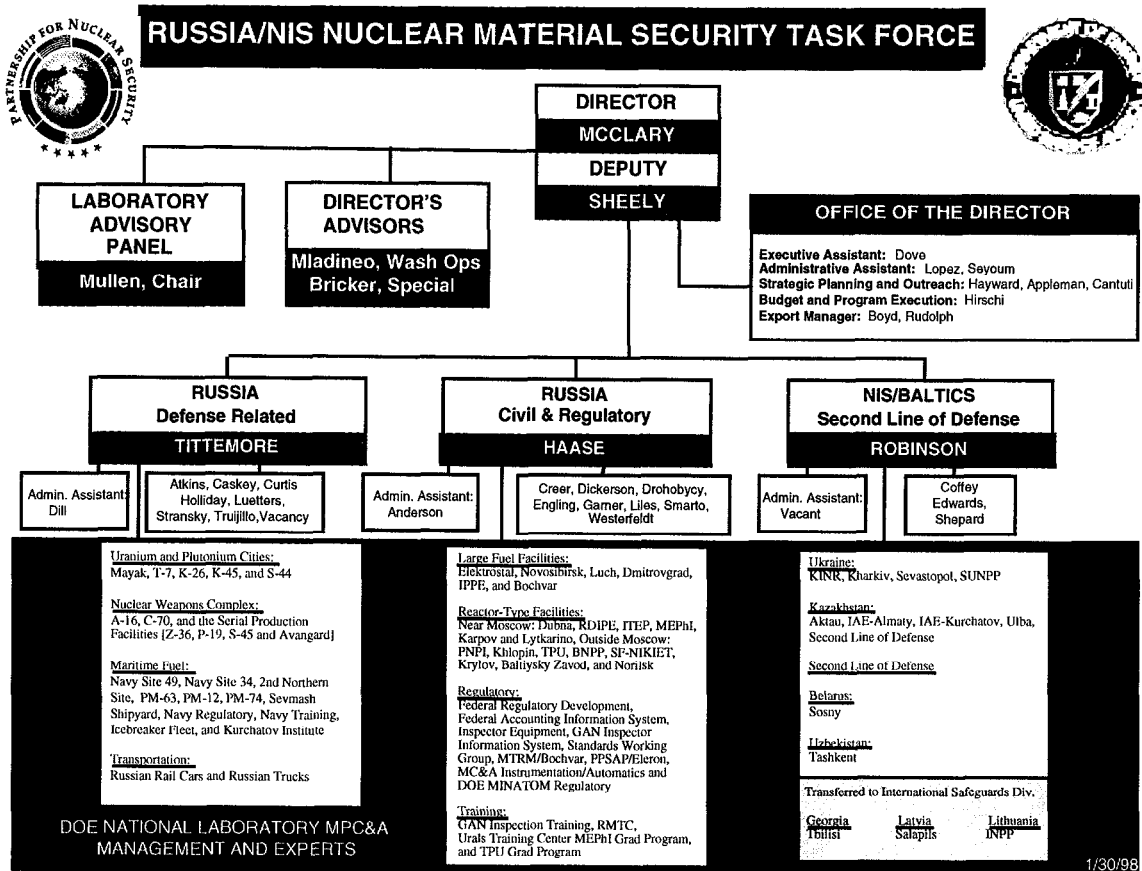 PARTNERSHIP FOR NUCLEAR SECURITY
RUSSIA/NIS NUCLEAR MATERIAL SECURITY TASK FORCE
DIRECTOR
MCCLARY
DEPUTY
SHEELY
LABORATORY
ADVISORY
PANEL
Mullen, Chair
DIRECTOR'S
ADVISORS
Mladineo, Wash Ops
Bricker, Special
OFFICE OF THE DIRECTOR
Executive Assistant: Dove
Administrative Assistant: Lopez, Seyoum
Strategic Planning and Outreach: Hayward, Appleman, Cantuti
Budget and Program Execution: Hirschi
Export Manager: Boyd, Rudolph
RUSSIA
Defense Related
TITTEMORE
Admin. Assistant:
Dill
Atkins, Caskey, Curtis
Holliday, Luetters,
Stransky, Trujillo,Vacancy
RUSSIA
Civil & Regulatory
HAASE
Admin. Assistant:
Anderson
Creer, Dickerson, Drohobycy,
Engling, Garner, Liles, Smarto,
Westerfeldt
NIS/BALTICS
Second Line of Defense
ROBINSON
Admin. Assistant:
Vacant
Coffey
Edwards,
Shepard
Uranium and Plutonium Cities:
Mayak, T-7, K-26, K-45, and S-44
Nuclear Weapons Complex:
A-16, C-70, and the Serial Production
Facilities [Z-36, P-19, S-45 and Avangard]
Maritime Fuel:
Navy Site 49, Navy Site 34, 2nd Northern
Site, PM-63, PM-12, PM-74, Sevmash
Shipyard, Navy Regulatory, Navy Training,
Icebreaker Fleet, and Kurchatov Institute
Transportation:
Russian Rail Cars and Russian Trucks
DOE NATIONAL LABORATORY MPC&A
MANAGEMENT AND EXPERTS
Large Fuel Facilities:
Elektrostal, Novosibirsk, Luch, Dmitrovgrad,
IPPE, and Bochvar
Reactor-Type Facilities:
Near Moscow: Dubna, RDIPE, ITEP, MEPhI,
Karpov and Lytkarino, Outside Moscow:
PNPI, Khlopin, TPU, BNPP, SF-NIKIET,
Krylov, Baltiysky Zavod, and Norilsk
Regulatory:
Federal Regulatory Development,
Federal Accounting Information System,
Inspector Equipment, GAN Inspector
Information System, Standards Working
Group, MTRM/Bochvar, PPSAP/Eleron,
MC&A Instrumentation/Automatics and
DOE MINATOM Regulatory
Training:
GAN Inspection Training, RMTC,
Urals Training Center MEPhI Grad Program,
and TPU Grad Program
Ukraine:
KINR, Kharkiv, Sevastopol, SUNPP
Kazakhstan:
Aktau, IAE-Almaty, IAE-Kurchatov, Ulba,
Second Line of Defense
Second Line of Defense
Belarus:
Sosny
Uzbekistan:
Tashkent
Transferred to International Safeguards Div.
Georgia Latvia Lithuania
Tbilisi Salapils INPP
1/30/98